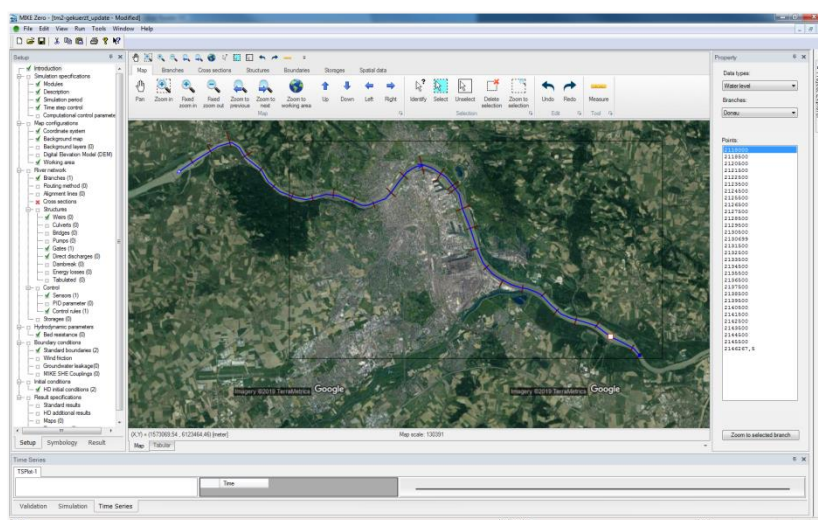 MIKE Zero - [tm2-gekuerzt_update - Modified]
File Edit View Run Tools Window Help
Setup
Introduction
Simulation specifications
Modules
Description
Simulation period
Time step control
Computational control paramete
Map configurations
Coordinate system
Background map
Background layers (0)
Digital Elevation Model (DEM)
Working area
River network
Branches (1)
Routing method (0)
Alignment lines (0)
Cross sections
Structures
Weirs (0)
Culverts (0)
Bridges (0)
Pumps (0)
Gates (1)
Direct discharges (0)
Dambreak (0)
Energy losses (0)
Tabulated (0)
Control
Sensors (1)
PID parameter (0)
Control rules (1)
Storages (0)
Hydrodynamic parameters
Bed resistance (0)
Boundary conditions
Standard boundaries (2)
Wind friction
Groundwater leakage(0)
MIKE SHE Couplings (0)
Initial conditions
HD initial conditions (2)
Result specifications
Standard results
HD additional results
Maps (0)
Setup Symbology Result
Map Branches Cross sections Structures Boundaries Storages Spatial data
Pan Zoom in Fixed zoom in Fixed zoom out Zoom to previous Zoom to next Zoom to working area Up Down Left Right Identify Select Unselect Delete selection Zoom to selection Undo Redo Measure
Map Selection Edit Tool
Imagery ©2019 TerraMetrics Google
Imagery ©2019 TerraMetrics Google
Map scale: 130391
Map Tabular
Property
Data types:
Water level
Branches:
Donau
Points:
2118000
2118500
2120500
2121500
2122500
2123500
2124500
2125500
2126500
2127500
2128500
2129500
2130500
2130699
2131500
2132500
2133500
2134500
2135500
2136500
2137500
2138500
2139500
2140500
2141500
2142500
2143500
2144500
2145500
Zoom to selected branch
Time Series
TSPlot-1
Time
Validation Simulation Time Series